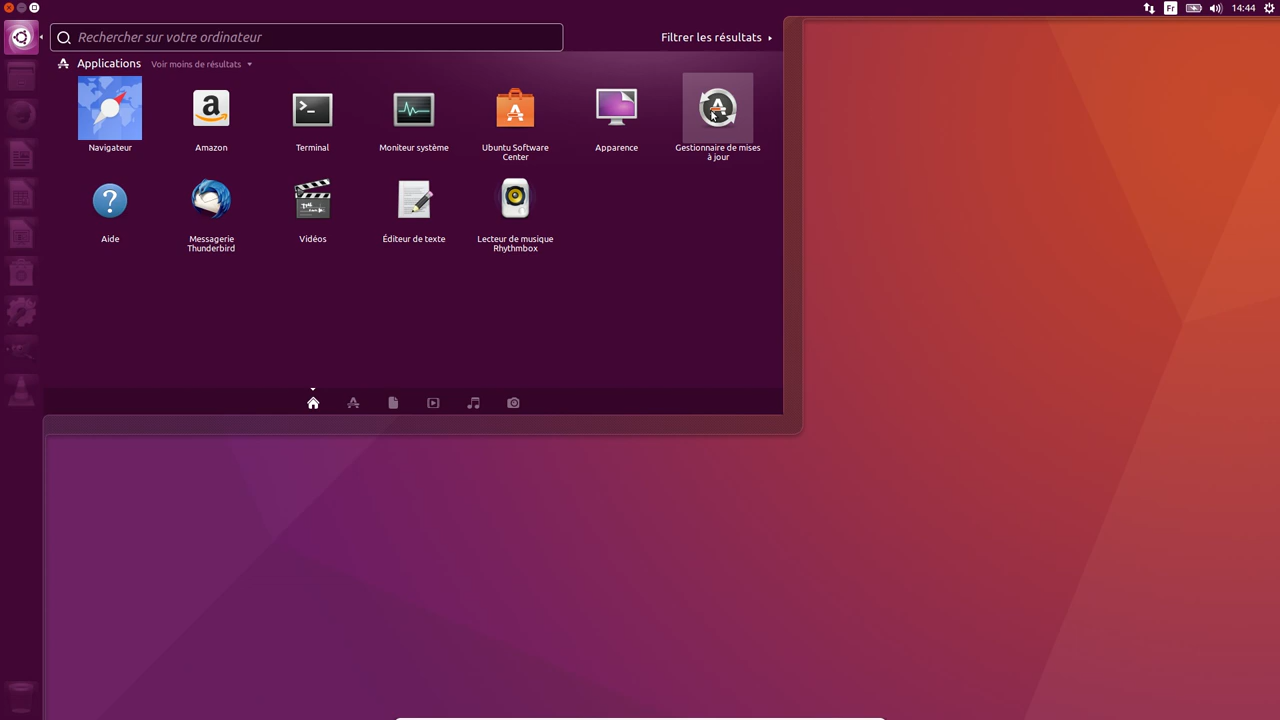 Fr
14:44
Rechercher sur votre ordinateur
Filtrer les résultats
Applications
Voir moins de résultats
Navigateur
Amazon
Terminal
Moniteur système
Ubuntu Software
Center
Apparence
Gestionnaire de mises
à jour
Aide
Messagerie
Thunderbird
Vidéos
Éditeur de texte
Lecteur de musique
Rhythmbox